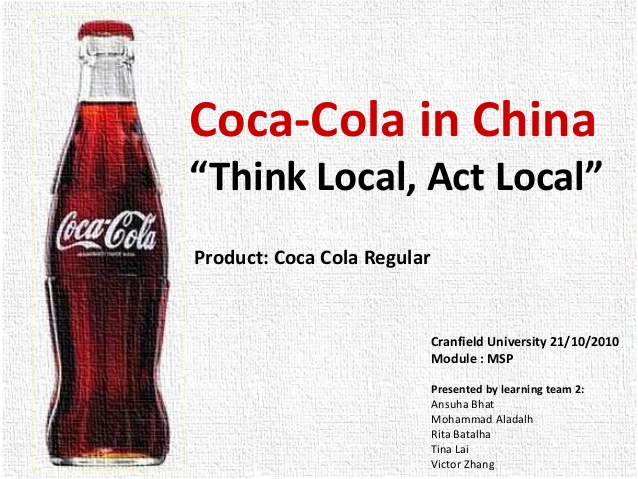 Coca-Cola in China
“Think Local, Act Local”
Product: Coca Cola Regular
Coca-Cola
Cranfield University 21/10/2010
Module : MSP
Presented by learning team 2:
Ansuha Bhat
Mohammad Aladalh
Rita Batalha
Tina Lai
Victor Zhang